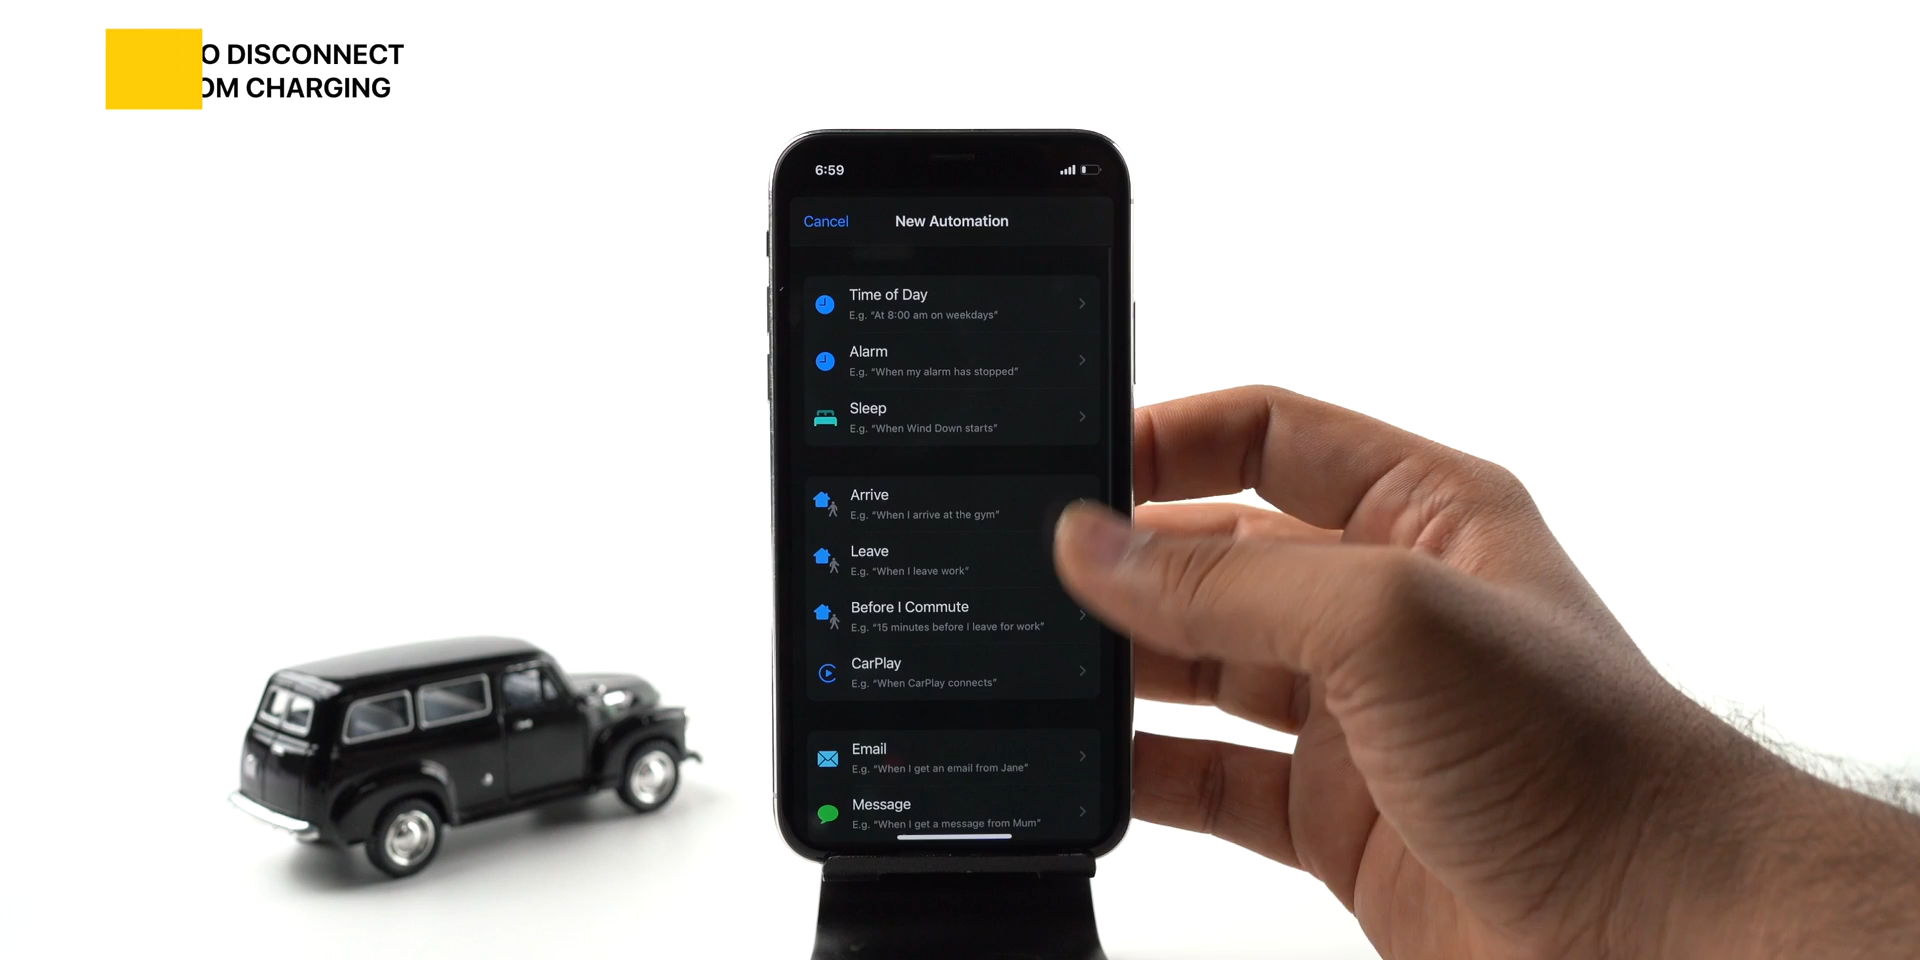 O DISCONNECT
OM CHARGING
6:59
Cancel
New Automation
Time of Day
E.g. “At 8:00 am on weekdays”
Alarm
E.g. “When my alarm has stopped”
Sleep
E.g. “When Wind Down starts”
Arrive
E.g. “When I arrive at the gym”
Leave
E.g. “When I leave work”
Before I Commute
E.g. “15 minutes before I leave for work”
CarPlay
E.g. “When CarPlay connects”
Email
E.g. “When I get an email from Jane”
Message
E.g. “When I get a message from Mum”